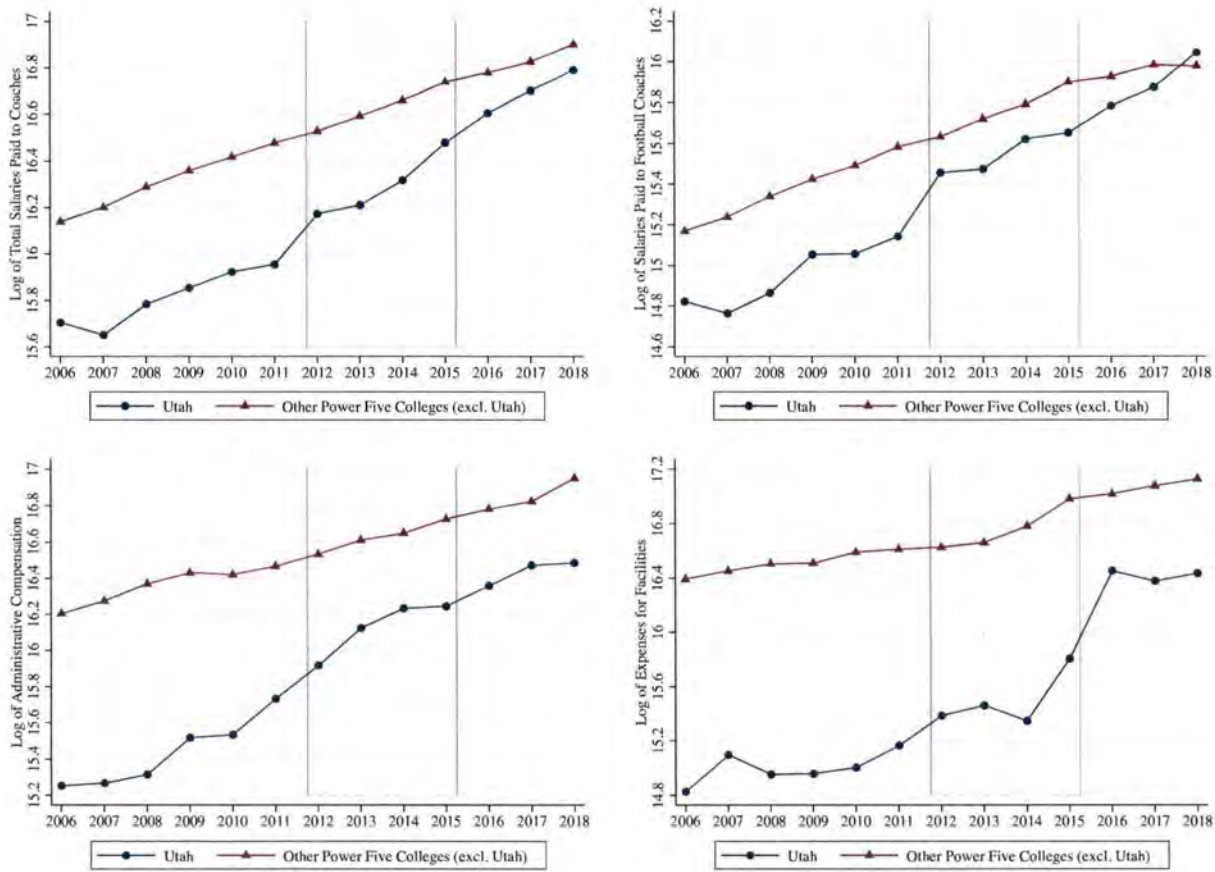 Log of Total Salaries Paid to Coaches
17
16.8
16.6
16.4
16.2
16
15.8
15.6
2006 2007 2008 2009 2010 2011 2012 2013 2014 2015 2016 2017 2018
Utah Other Power Five Colleges (excl. Utah)
Log of Salaries Paid to Football Coaches
16.2
16
15.8
15.6
15.4
15.2
15
14.8
14.6
2006 2007 2008 2009 2010 2011 2012 2013 2014 2015 2016 2017 2018
Utah Other Power Five Colleges (excl. Utah)
Log of Administrative Compensation
17
16.8
16.6
16.4
16.2
16
15.8
15.6
15.4
15.2
2006 2007 2008 2009 2010 2011 2012 2013 2014 2015 2016 2017 2018
Utah Other Power Five Colleges (excl. Utah)
Log of Expenses for Facilities
17.2
16.8
16.4
16
15.6
15.2
14.8
2006 2007 2008 2009 2010 2011 2012 2013 2014 2015 2016 2017 2018
Utah Other Power Five Colleges (excl. Utah)